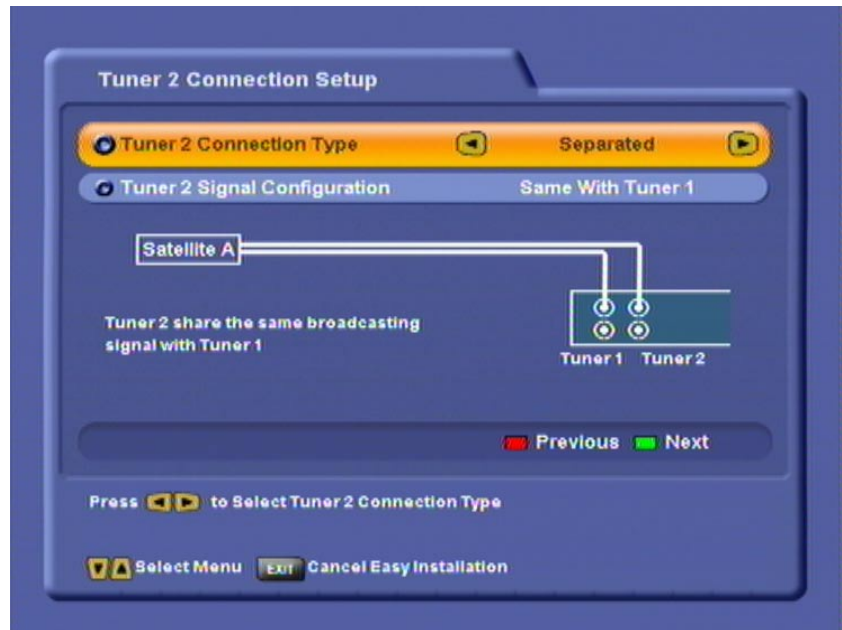 Tuner 2 Connection Setup
Tuner 2 Connection Type Separated
Tuner 2 Signal Configuration Same With Tuner 1
Satellite A
Tuner 2 share the same broadcasting
signal with Tuner 1
Tuner 1 Tuner 2
Previous Next
Press to Select Tuner 2 Connection Type
Select Menu EXIT Cancel Easy Installation